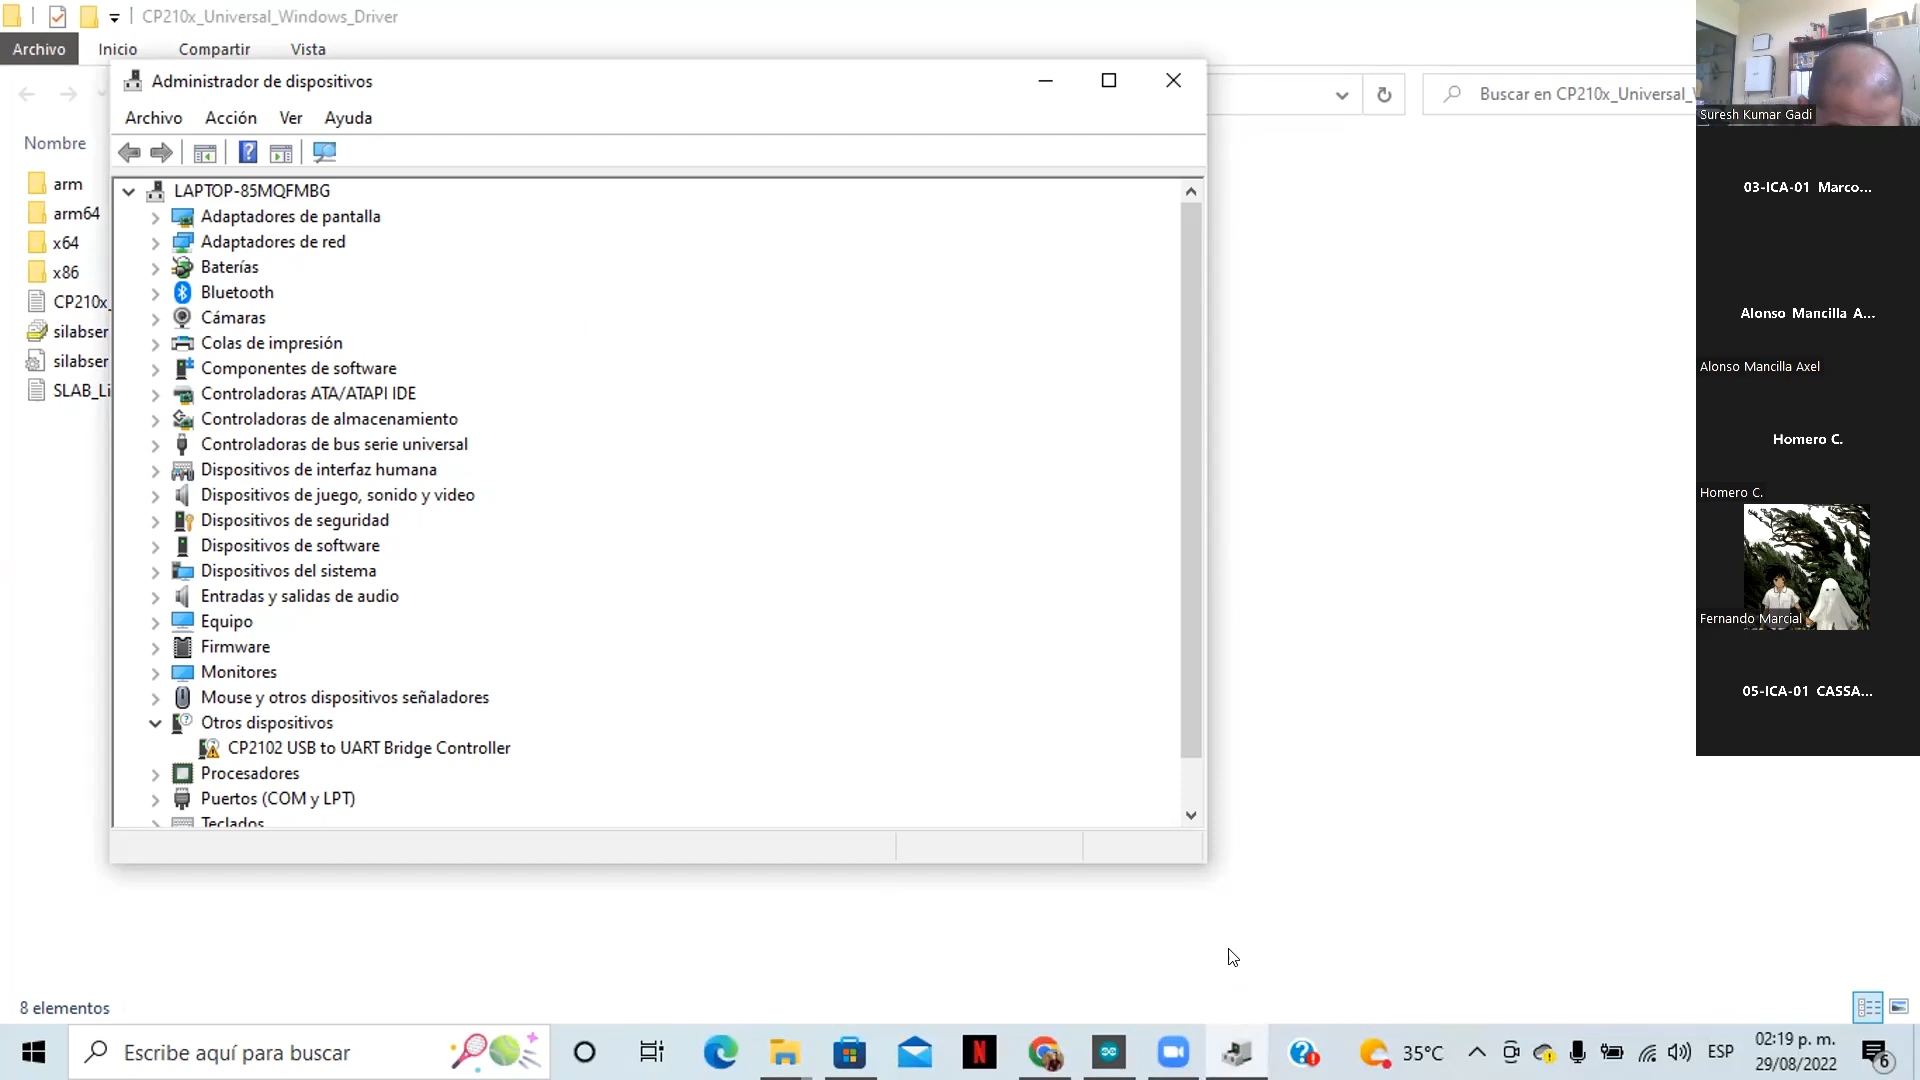 CP210x_Universal_Windows_Driver
Archivo Inicio Compartir Vista
Administrador de dispositivos
Archivo Acción Ver Ayuda
Buscar en CP210x_Universal_
Nombre
arm
arm64
x64
x86
CP210x_
silabser
silabser
SLAB_Li
LAPTOP-85MQFMBG
Adaptadores de pantalla
Adaptadores de red
Baterías
Bluetooth
Cámaras
Colas de impresión
Componentes de software
Controladoras ATA/ATAPI IDE
Controladoras de almacenamiento
Controladoras de bus serie universal
Dispositivos de interfaz humana
Dispositivos de juego, sonido y video
Dispositivos de seguridad
Dispositivos de software
Dispositivos del sistema
Entradas y salidas de audio
Equipo
Firmware
Monitores
Mouse y otros dispositivos señaladores
Otros dispositivos
CP2102 USB to UART Bridge Controller
Procesadores
Puertos (COM y LPT)
Teclados
Suresh Kumar Gadi
03-ICA-01 Marco...
Alonso Mancilla A...
Alonso Mancilla Axel
Homero C.
Homero C.
Fernando Marcial
05-ICA-01 CASSA...
8 elementos
Escribe aquí para buscar
35°C
ESP
02:19 p. m.
29/08/2022
6